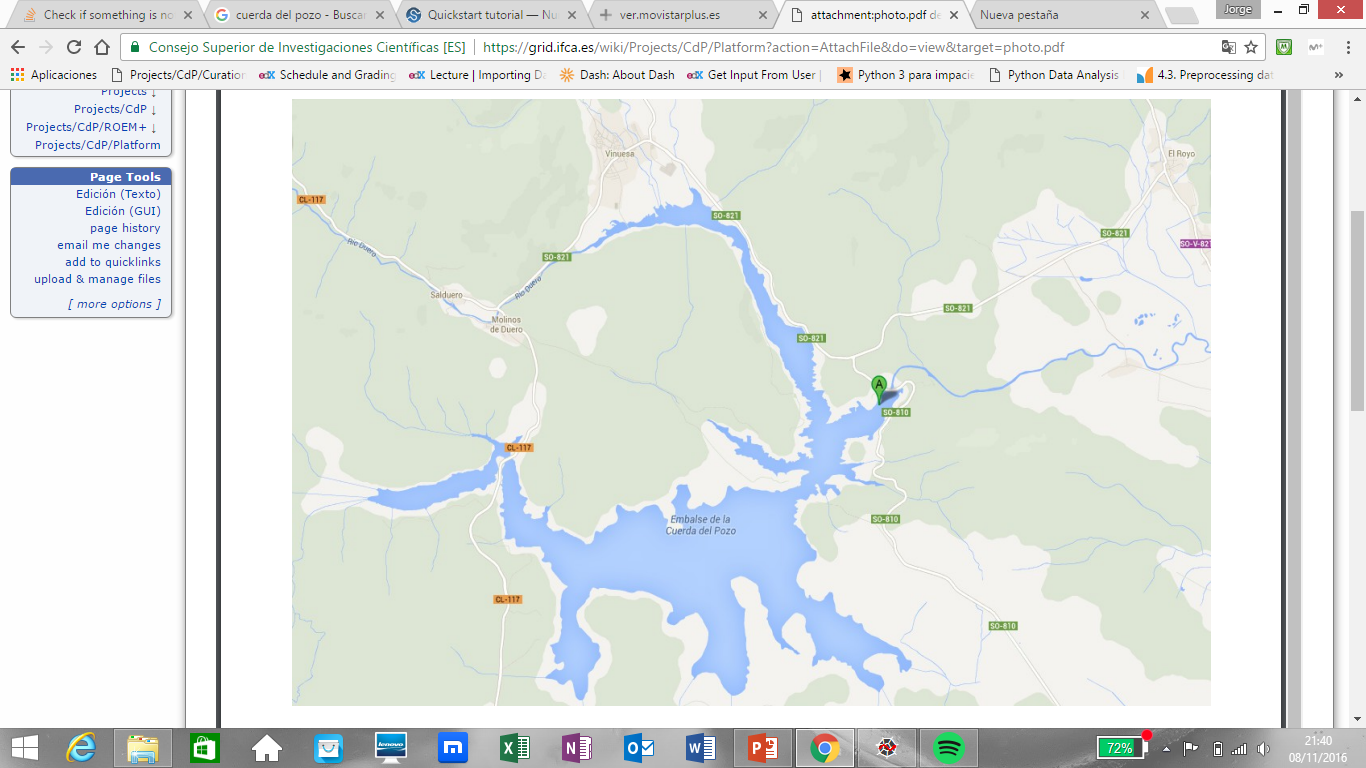 Check if something is no
cuerda del pozo - Buscar
Quickstart tutorial — Nu
ver.movistarplus.es
attachment:photo.pdf de
Nueva pestaña
Jorge
Consejo Superior de Investigaciones Científicas [ES]
https://grid.ifca.es/wiki/Projects/CdP/Platform?action=AttachFile&do=view&target=photo.pdf
Aplicaciones
Projects/CdP/Curation
edX Schedule and Grading
edX Lecture | Importing Da
Dash: About Dash
edX Get Input From User |
Python 3 para impacie
Python Data Analysis
4.3. Preprocessing dat
»
Projects ↓
Projects/CdP ↓
Projects/CdP/ROEM+ ↓
Projects/CdP/Platform
Page Tools
Edición (Texto)
Edición (GUI)
page history
email me changes
add to quicklinks
upload & manage files
[ more options ]
Vinuesa
El Royo
CL-117
SO-821
SO-821
SO-V-821
Río Duero
SO-821
Río Duero
Salduero
Molinos
de Duero
SO-821
SO-821
A
SO-810
CL-117
Embalse de la
Cuerda del Pozo
SO-810
CL-117
SO-810
72%
21:40
08/11/2016